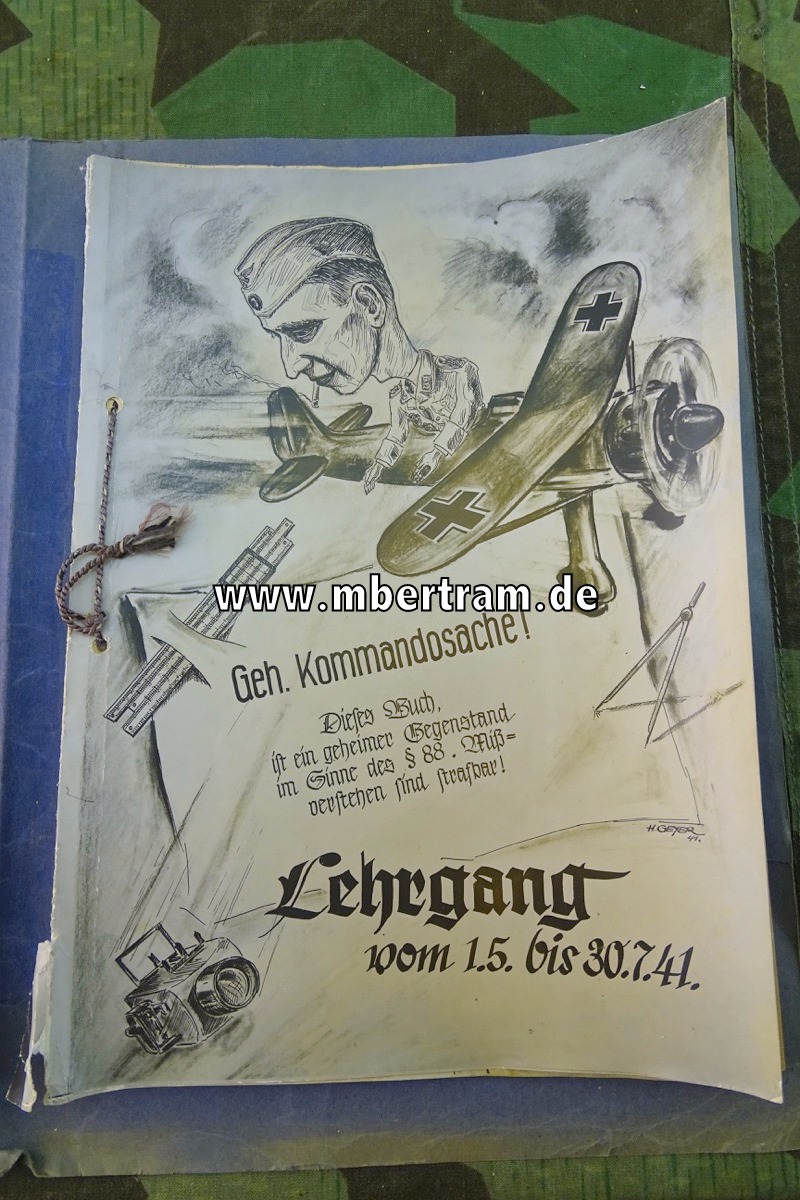 www.mbertram.de
Geh. Kommandosache!
Dieses Buch,
ist ein geheimer Gegenstand
im Sinne des § 88. Miß=
verstehen sind strafbar!
H. GEYER
41.
Lehrgang
vom 1.5. bis 30.7.41.